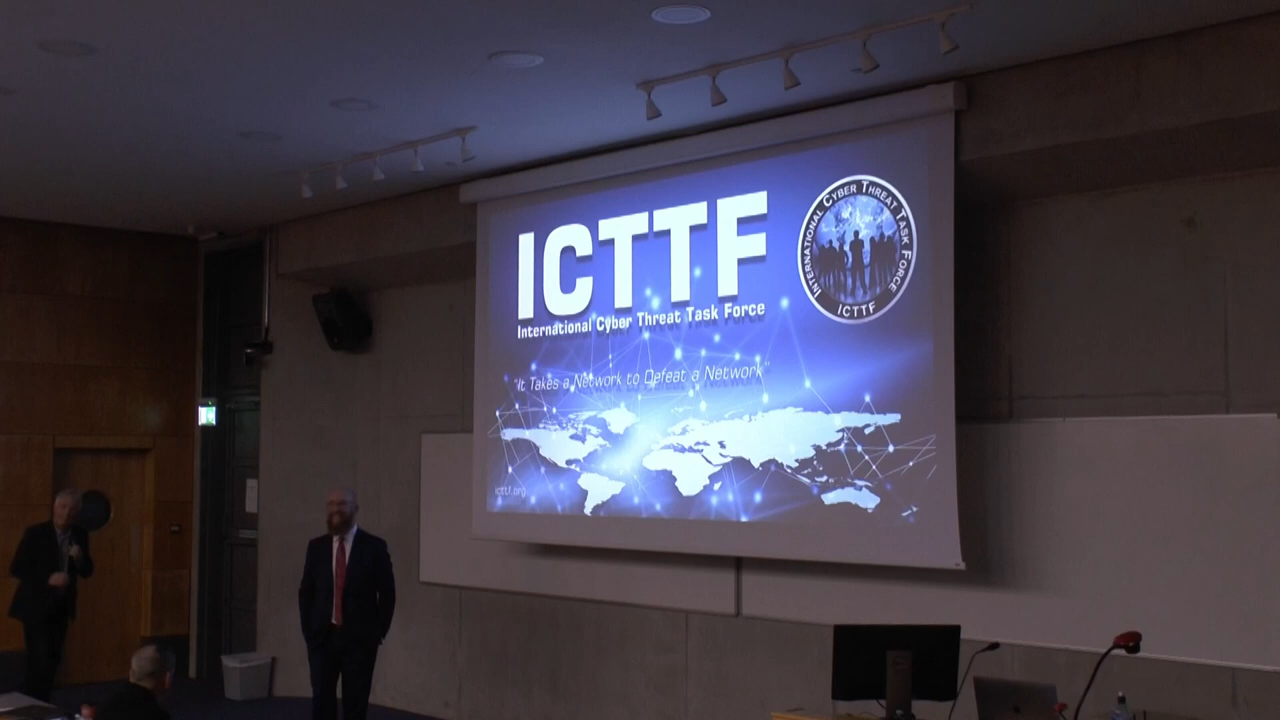 ICTTF
International Cyber Threat Task Force
"It Takes a Network to Defeat a Network"
icttf.org
INTERNATIONAL CYBER THREAT TASK FORCE
ICTTF